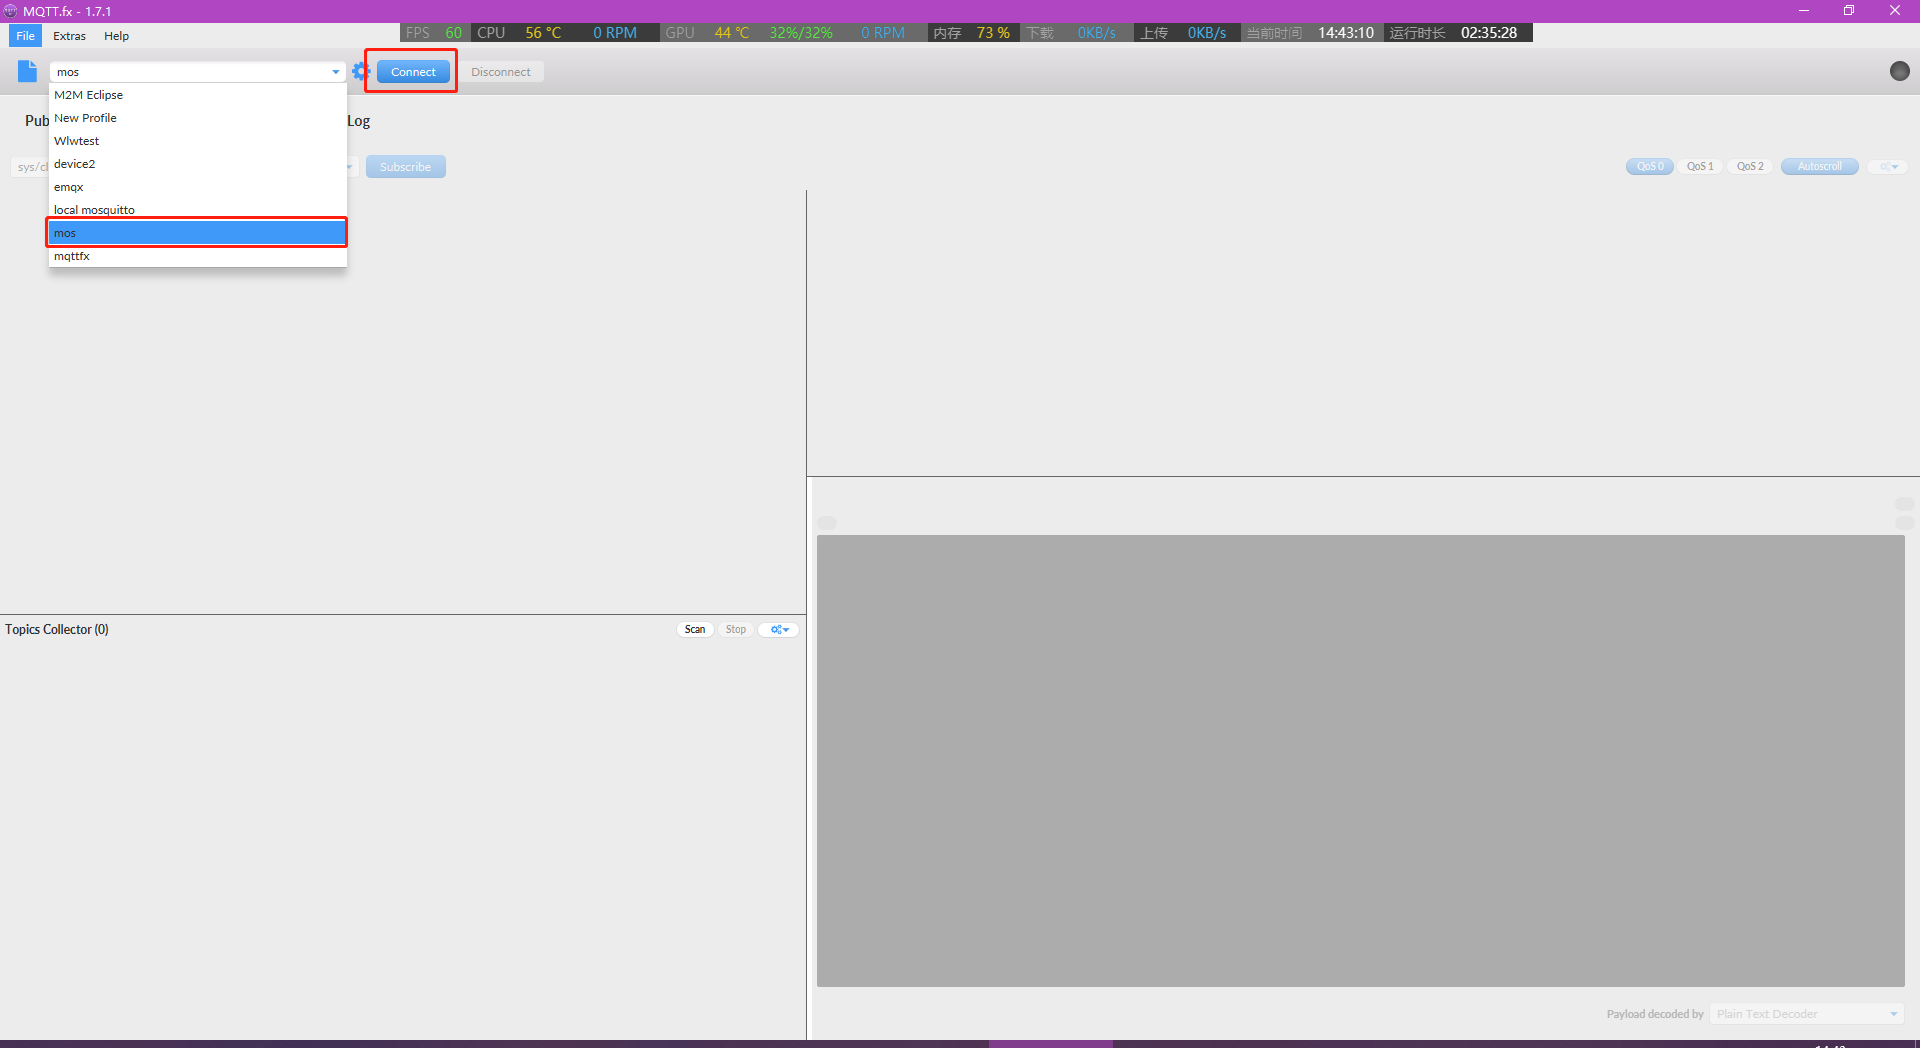 MQTT.fx - 1.7.1
File Extras Help
FPS 60 CPU 56 °C 0 RPM GPU 44 °C 32%/32% 0 RPM 内存 73 % 下载 0KB/s 上传 0KB/s 当前时间 14:43:10 运行时长 02:35:28
mos Connect Disconnect
M2M Eclipse
New Profile
Pub Log
Wlwtest
device2
sys/cl Subscribe QoS 0 QoS 1 QoS 2 Autoscroll
emqx
local mosquitto
mos
mqttfx
Topics Collector (0) Scan Stop
Payload decoded by Plain Text Decoder